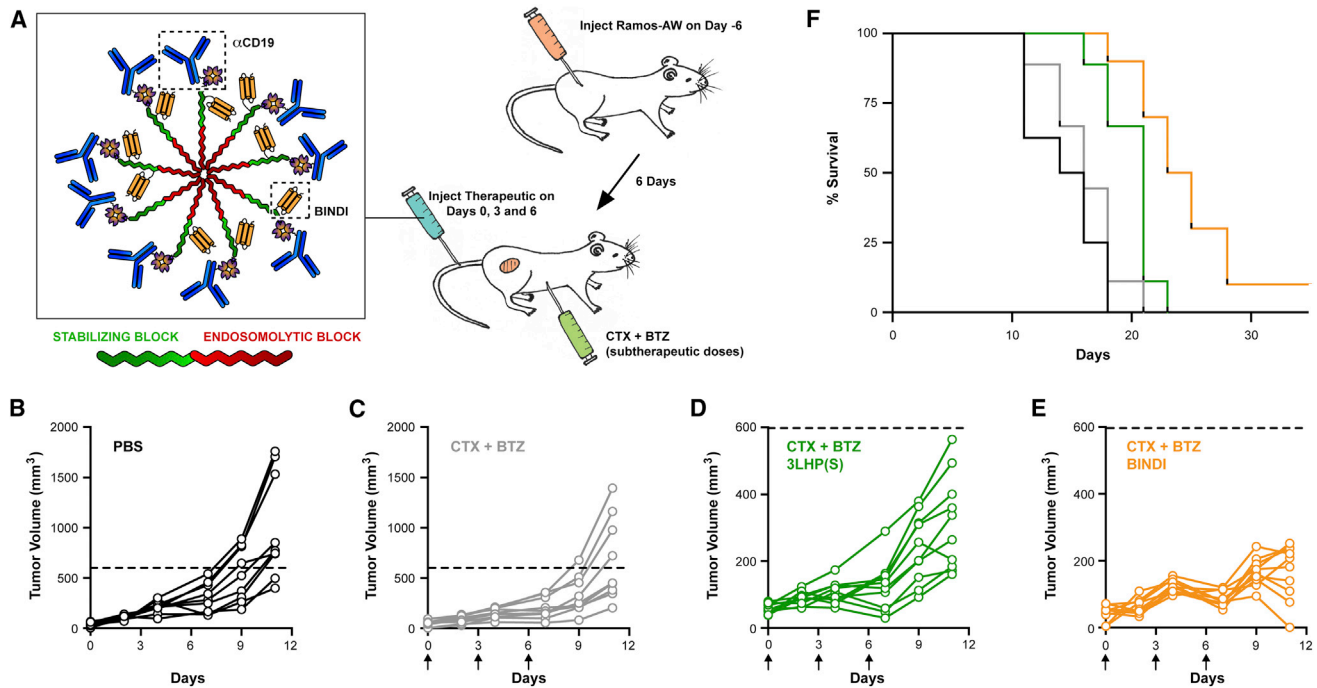 A
αCD19
BINDI
STABILIZING BLOCK
ENDOSOMOLYTIC BLOCK
Inject Ramos-AW on Day -6
6 Days
Inject Therapeutic on
Days 0, 3 and 6
CTX + BTZ
(subtherapeutic doses)
F
% Survival
100
75
50
25
0
0
10
20
30
Days
B
PBS
Tumor Volume (mm³)
2000
1500
1000
500
0
0
3
6
9
12
Days
C
CTX + BTZ
Tumor Volume (mm³)
2000
1500
1000
500
0
0
3
6
9
12
Days
D
CTX + BTZ
3LHP(S)
Tumor Volume (mm³)
600
400
200
0
0
3
6
9
12
Days
E
CTX + BTZ
BINDI
Tumor Volume (mm³)
600
400
200
0
0
3
6
9
12
Days